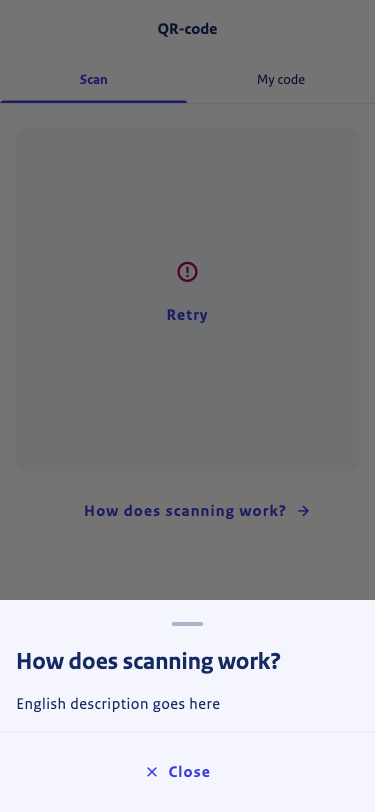 QR-code
Scan
My code
Retry
How does scanning work?
How does scanning work?
English description goes here
Close